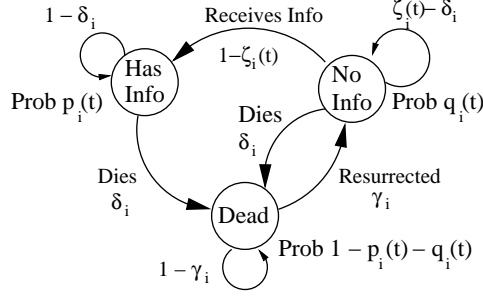 1 − δ_i
Receives Info
ζ_i(t) − δ_i
1−ζ_i(t)
Has
Info
No
Info
Prob p_i(t)
Prob q_i(t)
Dies
δ_i
Dies
δ_i
Resurrected
γ_i
Dead
Prob 1 − p_i(t) − q_i(t)
1 − γ_i